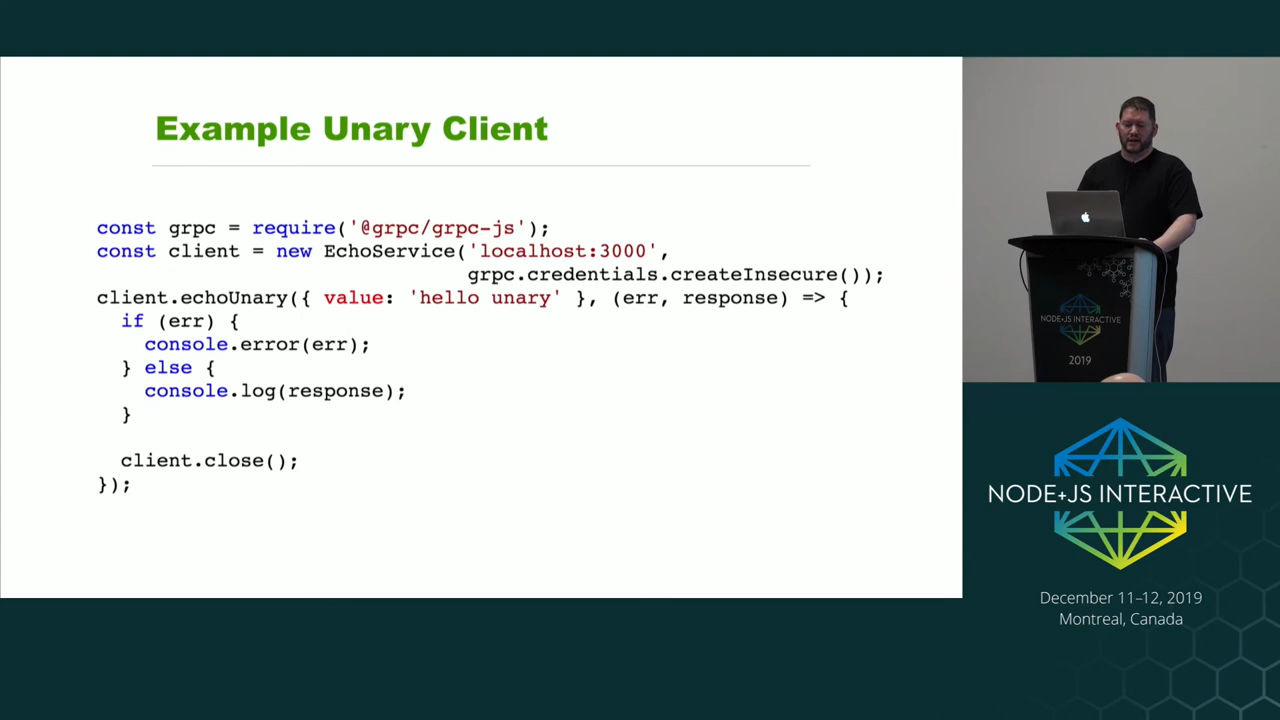 Example Unary Client
const grpc = require('@grpc/grpc-js');
const client = new EchoService('localhost:3000',
grpc.credentials.createInsecure());
client.echoUnary({ value: 'hello unary' }, (err, response) => {
if (err) {
console.error(err);
} else {
console.log(response);
}
client.close();
});
NODE+JS INTERACTIVE
2019
NODE+JS INTERACTIVE
December 11–12, 2019
Montreal, Canada